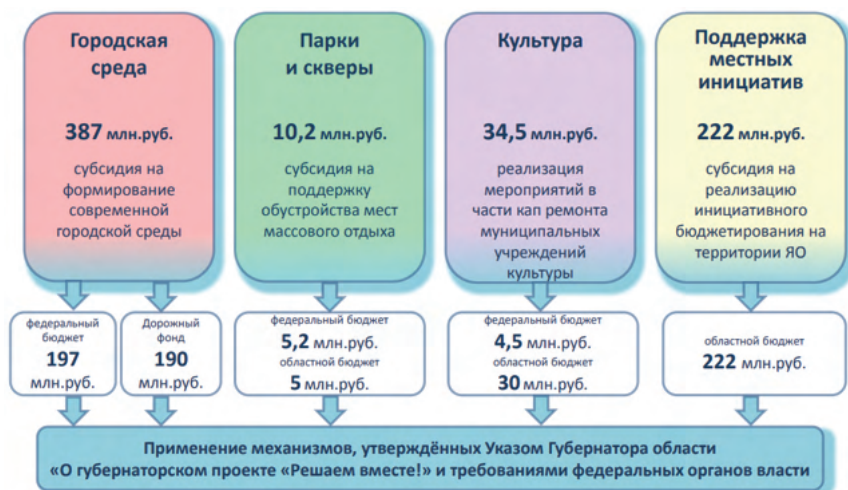 Городская
среда
387 млн.руб.
субсидия на
формирование
современной
городской среды
Парки
и скверы
10,2 млн.руб.
субсидия на
поддержку
обустройства мест
массового отдыха
Культура
34,5 млн.руб.
реализация
мероприятий в
части кап ремонта
муниципальных
учреждений
культуры
Поддержка
местных
инициатив
222 млн.руб.
субсидия на
реализацию
инициативного
бюджетирования на
территории ЯО
федеральный
бюджет
197
млн.руб.
Дорожный
фонд
190
млн.руб.
федеральный бюджет
5,2 млн.руб.
областной бюджет
5 млн.руб.
федеральный бюджет
4,5 млн.руб.
областной бюджет
30 млн.руб.
областной бюджет
222 млн.руб.
Применение механизмов, утверждённых Указом Губернатора области
«О губернаторском проекте «Решаем вместе!» и требованиями федеральных органов власти